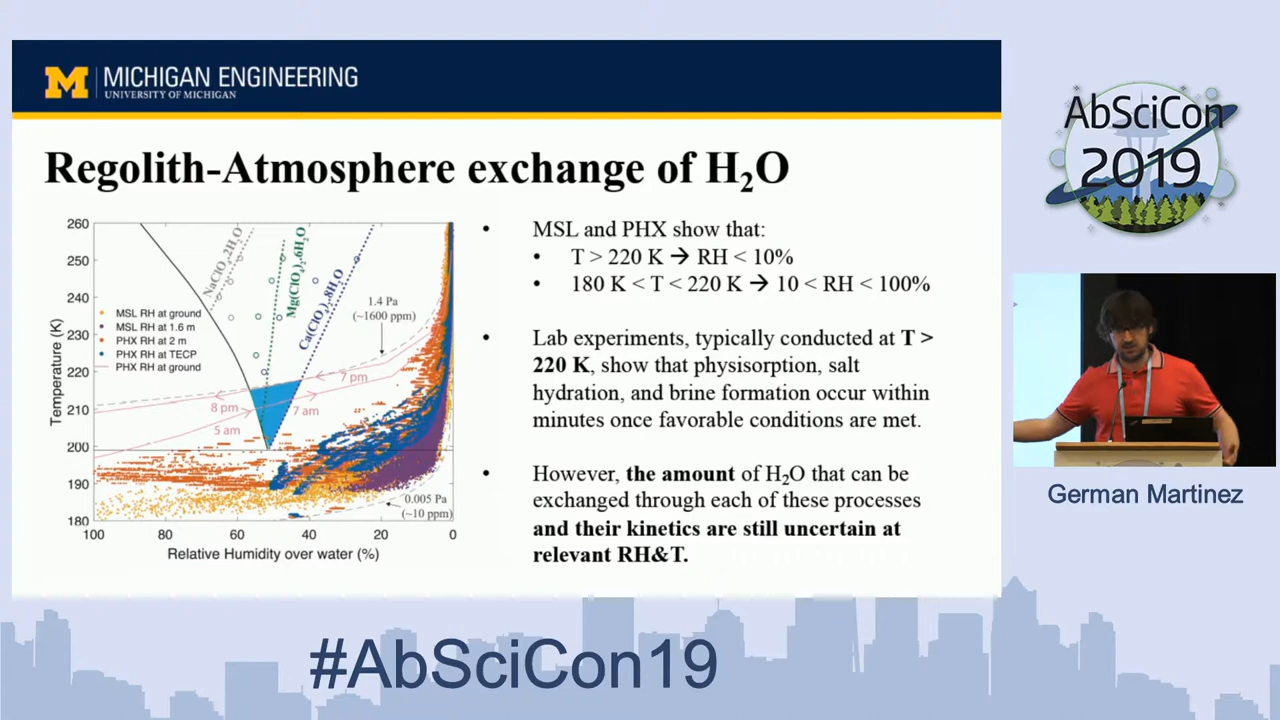 M MICHIGAN ENGINEERING
UNIVERSITY OF MICHIGAN
Regolith-Atmosphere exchange of H₂O
260
250
240
230
220
210
200
190
180
Temperature (K)
100
80
60
40
20
0
Relative Humidity over water (%)
NaClO₄.2H₂O
Mg(ClO₄)₂.6H₂O
Ca(ClO₄)₂.8H₂O
MSL RH at ground
MSL RH at 1.6 m
PHX RH at 2 m
PHX RH at TECP
PHX RH at ground
1.4 Pa
(~1600 ppm)
7 pm
8 pm
7 am
5 am
0.005 Pa
(~10 ppm)
• MSL and PHX show that:
• T > 220 K → RH < 10%
• 180 K < T < 220 K → 10 < RH < 100%
• Lab experiments, typically conducted at T >
220 K, show that physisorption, salt
hydration, and brine formation occur within
minutes once favorable conditions are met.
• However, the amount of H₂O that can be
exchanged through each of these processes
and their kinetics are still uncertain at
relevant RH&T.
AbSciCon
2019
German Martinez
#AbSciCon19